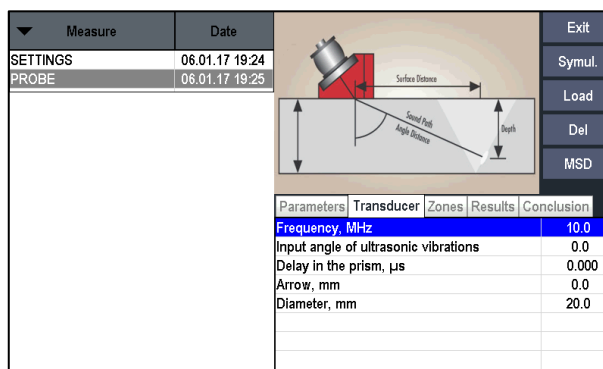 Measure Date
SETTINGS 06.01.17 19:24
PROBE 06.01.17 19:25
Surface Distance
Sound Path
Angle Distance
Depth
Exit
Symul.
Load
Del
MSD
Parameters Transducer Zones Results Conclusion
Frequency, MHz 10.0
Input angle of ultrasonic vibrations 0.0
Delay in the prism, µs 0.000
Arrow, mm 0.0
Diameter, mm 20.0